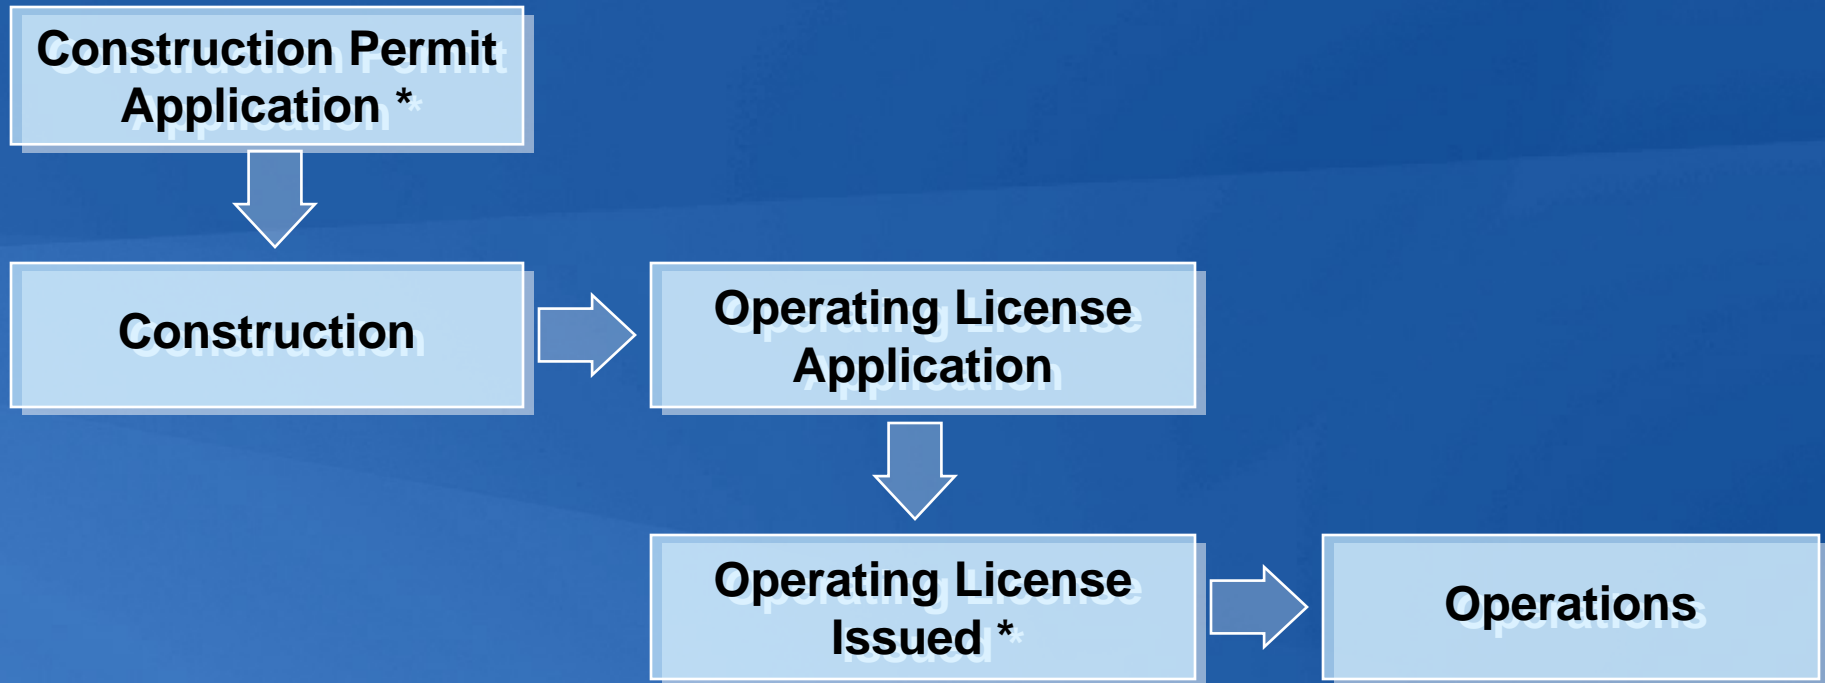 Construction Permit
Application *
Construction
Operating License
Application
Operating License
Issued *
Operations